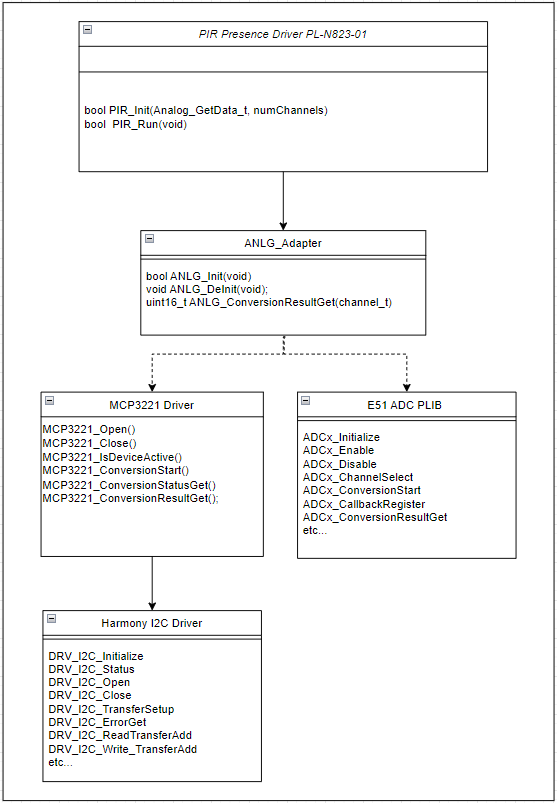 PIR Presence Driver PL-N823-01
bool PIR_Init(Analog_GetData_t, numChannels)
bool  PIR_Run(void)
ANLG_Adapter
bool ANLG_Init(void)
void ANLG_DeInit(void);
uint16_t ANLG_ConversionResultGet(channel_t)
MCP3221 Driver
MCP3221_Open()
MCP3221_Close()
MCP3221_IsDeviceActive()
MCP3221_ConversionStart()
MCP3221_ConversionStatusGet()
MCP3221_ConversionResultGet();
E51 ADC PLIB
ADCx_Initialize
ADCx_Enable
ADCx_Disable
ADCx_ChannelSelect
ADCx_ConversionStart
ADCx_CallbackRegister
ADCx_ConversionResultGet
etc...
Harmony I2C Driver
DRV_I2C_Initialize
DRV_I2C_Status
DRV_I2C_Open
DRV_I2C_Close
DRV_I2C_TransferSetup
DRV_I2C_ErrorGet
DRV_I2C_ReadTransferAdd
DRV_I2C_Write_TransferAdd
etc...